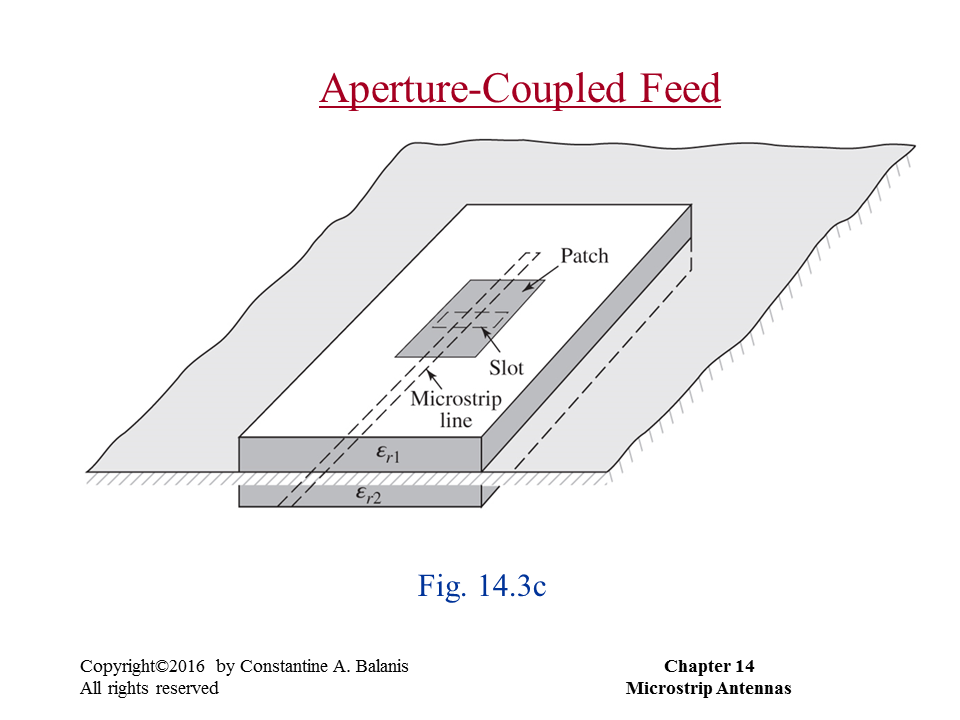 Aperture-Coupled Feed
Patch
Slot
Microstrip
line
εr1
εr2
Fig. 14.3c
Copyright©2016 by Constantine A. Balanis
All rights reserved
Chapter 14
Microstrip Antennas